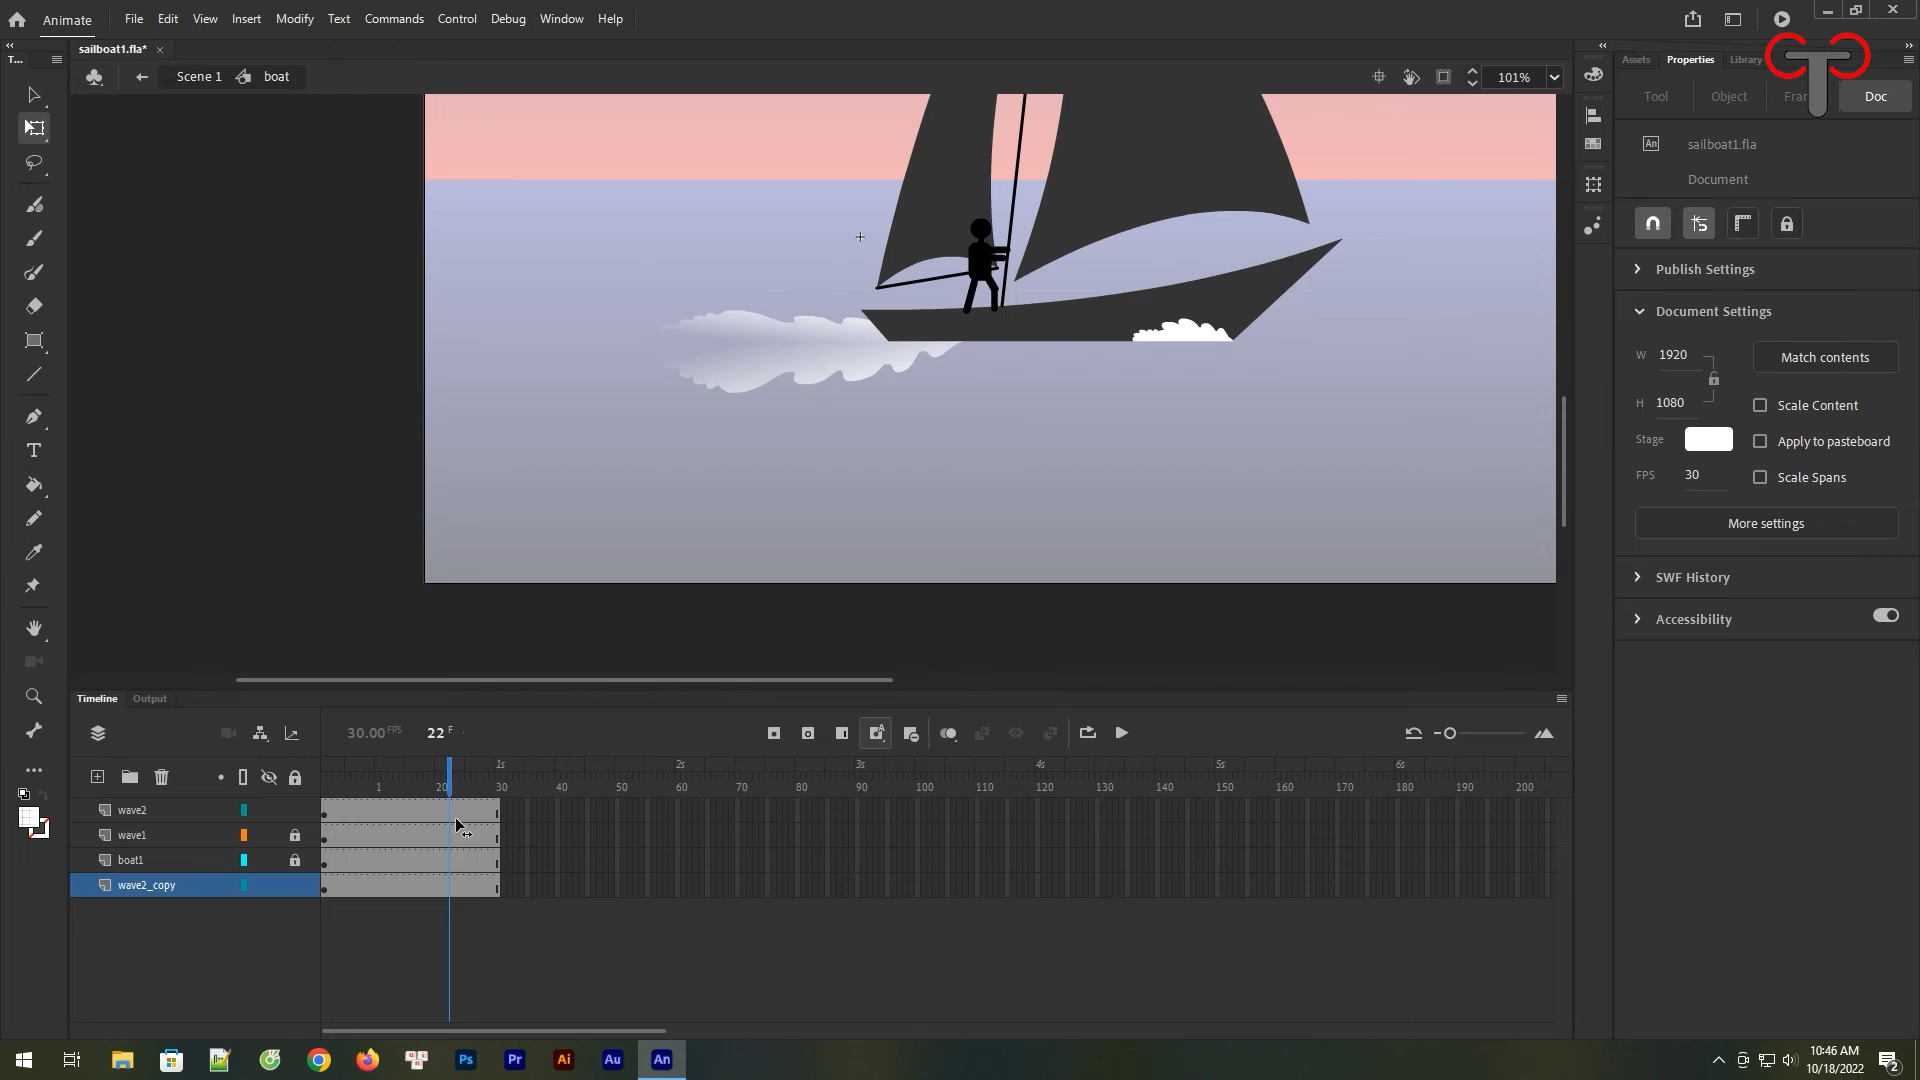 Animate File Edit View Insert Modify Text Commands Control Debug Window Help
sailboat1.fla*
T... Assets Properties Library
Scene 1 boat 101%
Tool Object Doc
An sailboat1.fla
Document
Publish Settings
Document Settings
W 1920 Match contents
H 1080 Scale Content
Stage Apply to pasteboard
FPS 30 Scale Spans
More settings
SWF History
Accessibility
Timeline Output
30.00 FPS 22 F
1s 2s 3s 4s 5s 6s
1 20 30 40 50 60 70 80 90 100 110 120 130 140 150 160 170 180 190 200
wave2
wave1
boat1
wave2_copy
Ps Pr Ai Au An
10:46 AM
10/18/2022
2